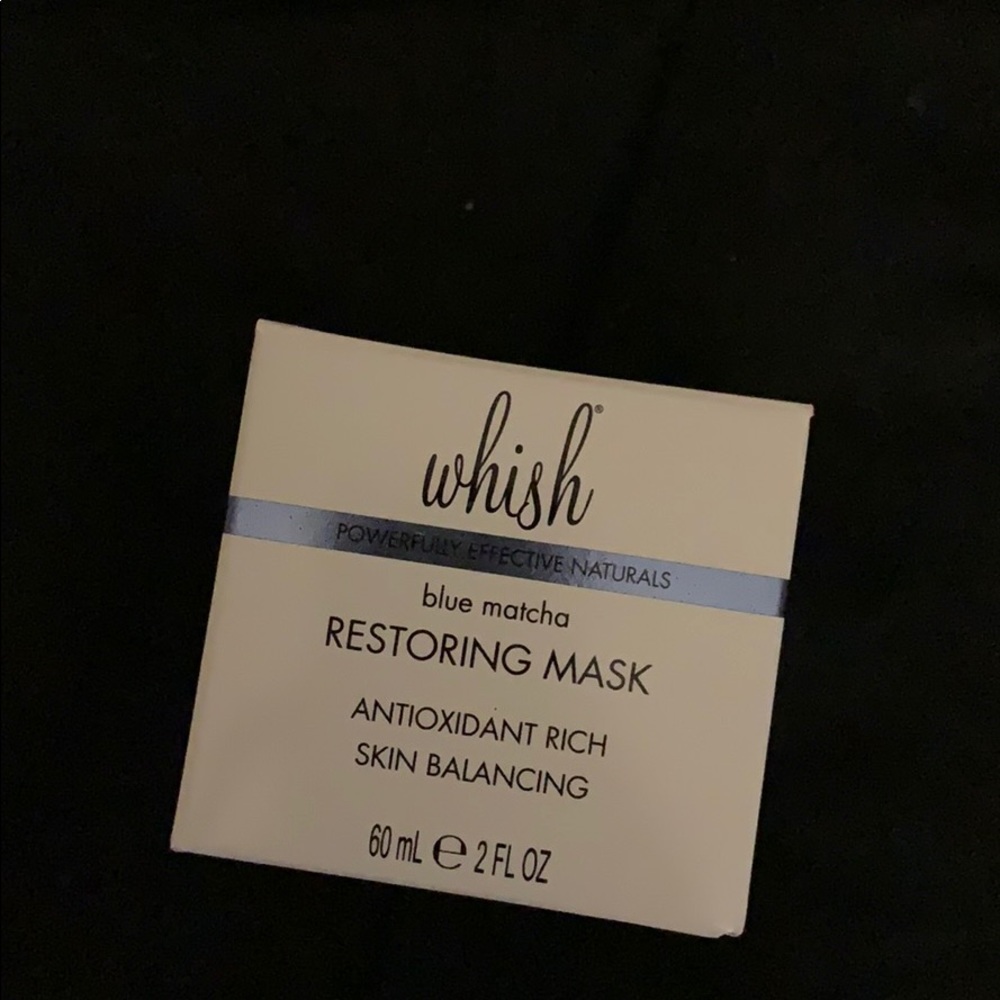 whish®
POWERFULLY EFFECTIVE NATURALS
blue matcha
RESTORING MASK
ANTIOXIDANT RICH
SKIN BALANCING
60 mL ℮ 2 FL OZ